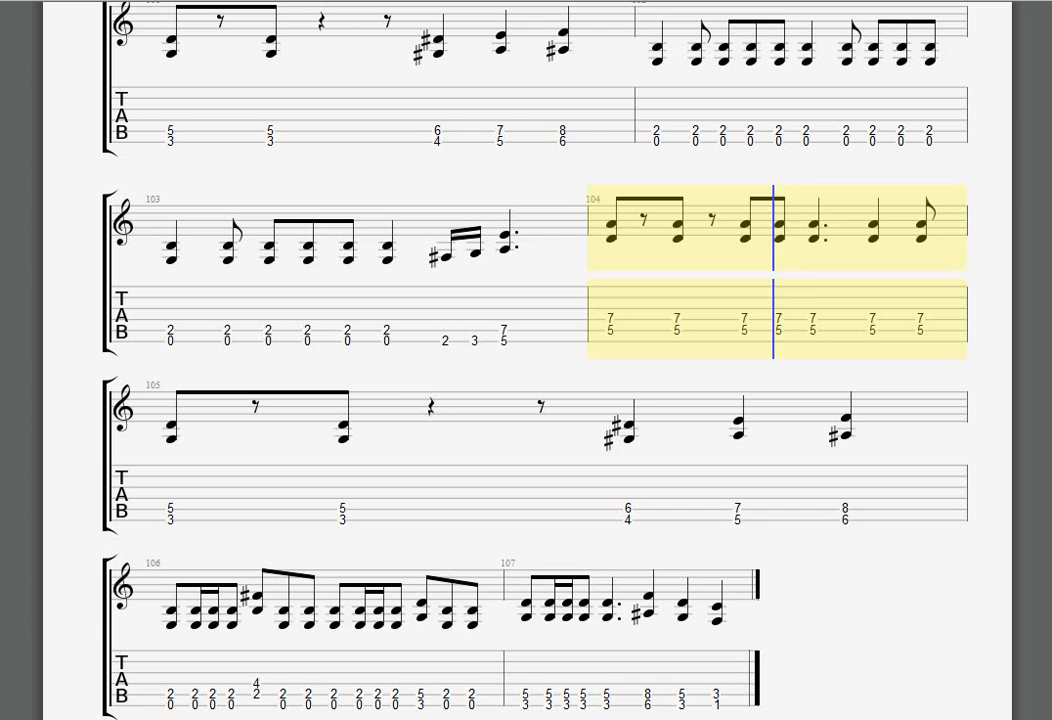 T
A
B
5 5 6 7 8 2 2 2 2 2 2 2 2 2 2
3 3 4 5 6 0 0 0 0 0 0 0 0 0 0
103 104
T
A
B
7 7 7 7 7 7 7
2 2 2 2 2 2 7 5 5 5 5 5 5 5
0 0 0 0 0 0 2 3 5
105
T
A
B
5 5 6 7 8
3 3 4 5 6
106 107
T
A
B
4
2 2 2 2 2 2 2 2 2 2 2 2 5 2 2 5 5 5 5 5 8 5 3
0 0 0 0 0 0 0 0 0 0 0 3 0 0 3 3 3 3 3 6 3 1